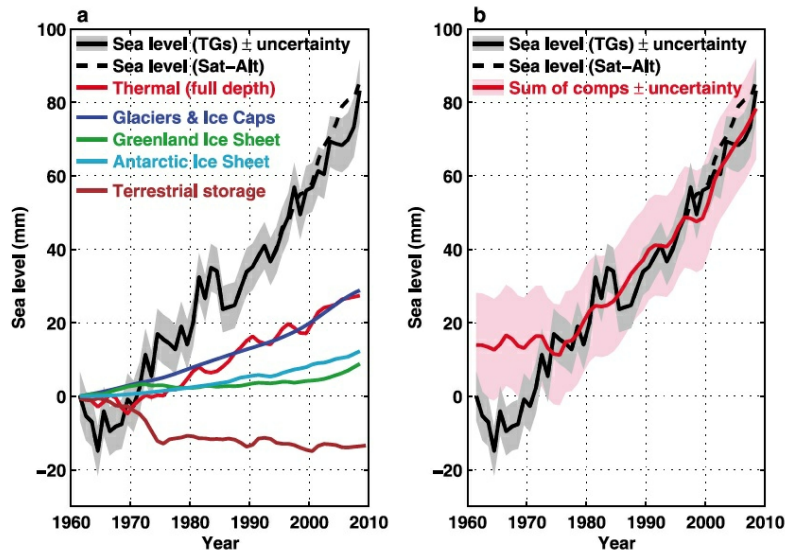 a
Sea level (TGs) ± uncertainty
Sea level (Sat–Alt)
Thermal (full depth)
Glaciers & Ice Caps
Greenland Ice Sheet
Antarctic Ice Sheet
Terrestrial storage
80
60
40
20
0
−20
Sea level (mm)
1960
1970
1980
1990
2000
2010
Year
b
Sea level (TGs) ± uncertainty
Sea level (Sat–Alt)
Sum of comps ± uncertainty
80
60
40
20
0
−20
Sea level (mm)
1960
1970
1980
1990
2000
2010
Year